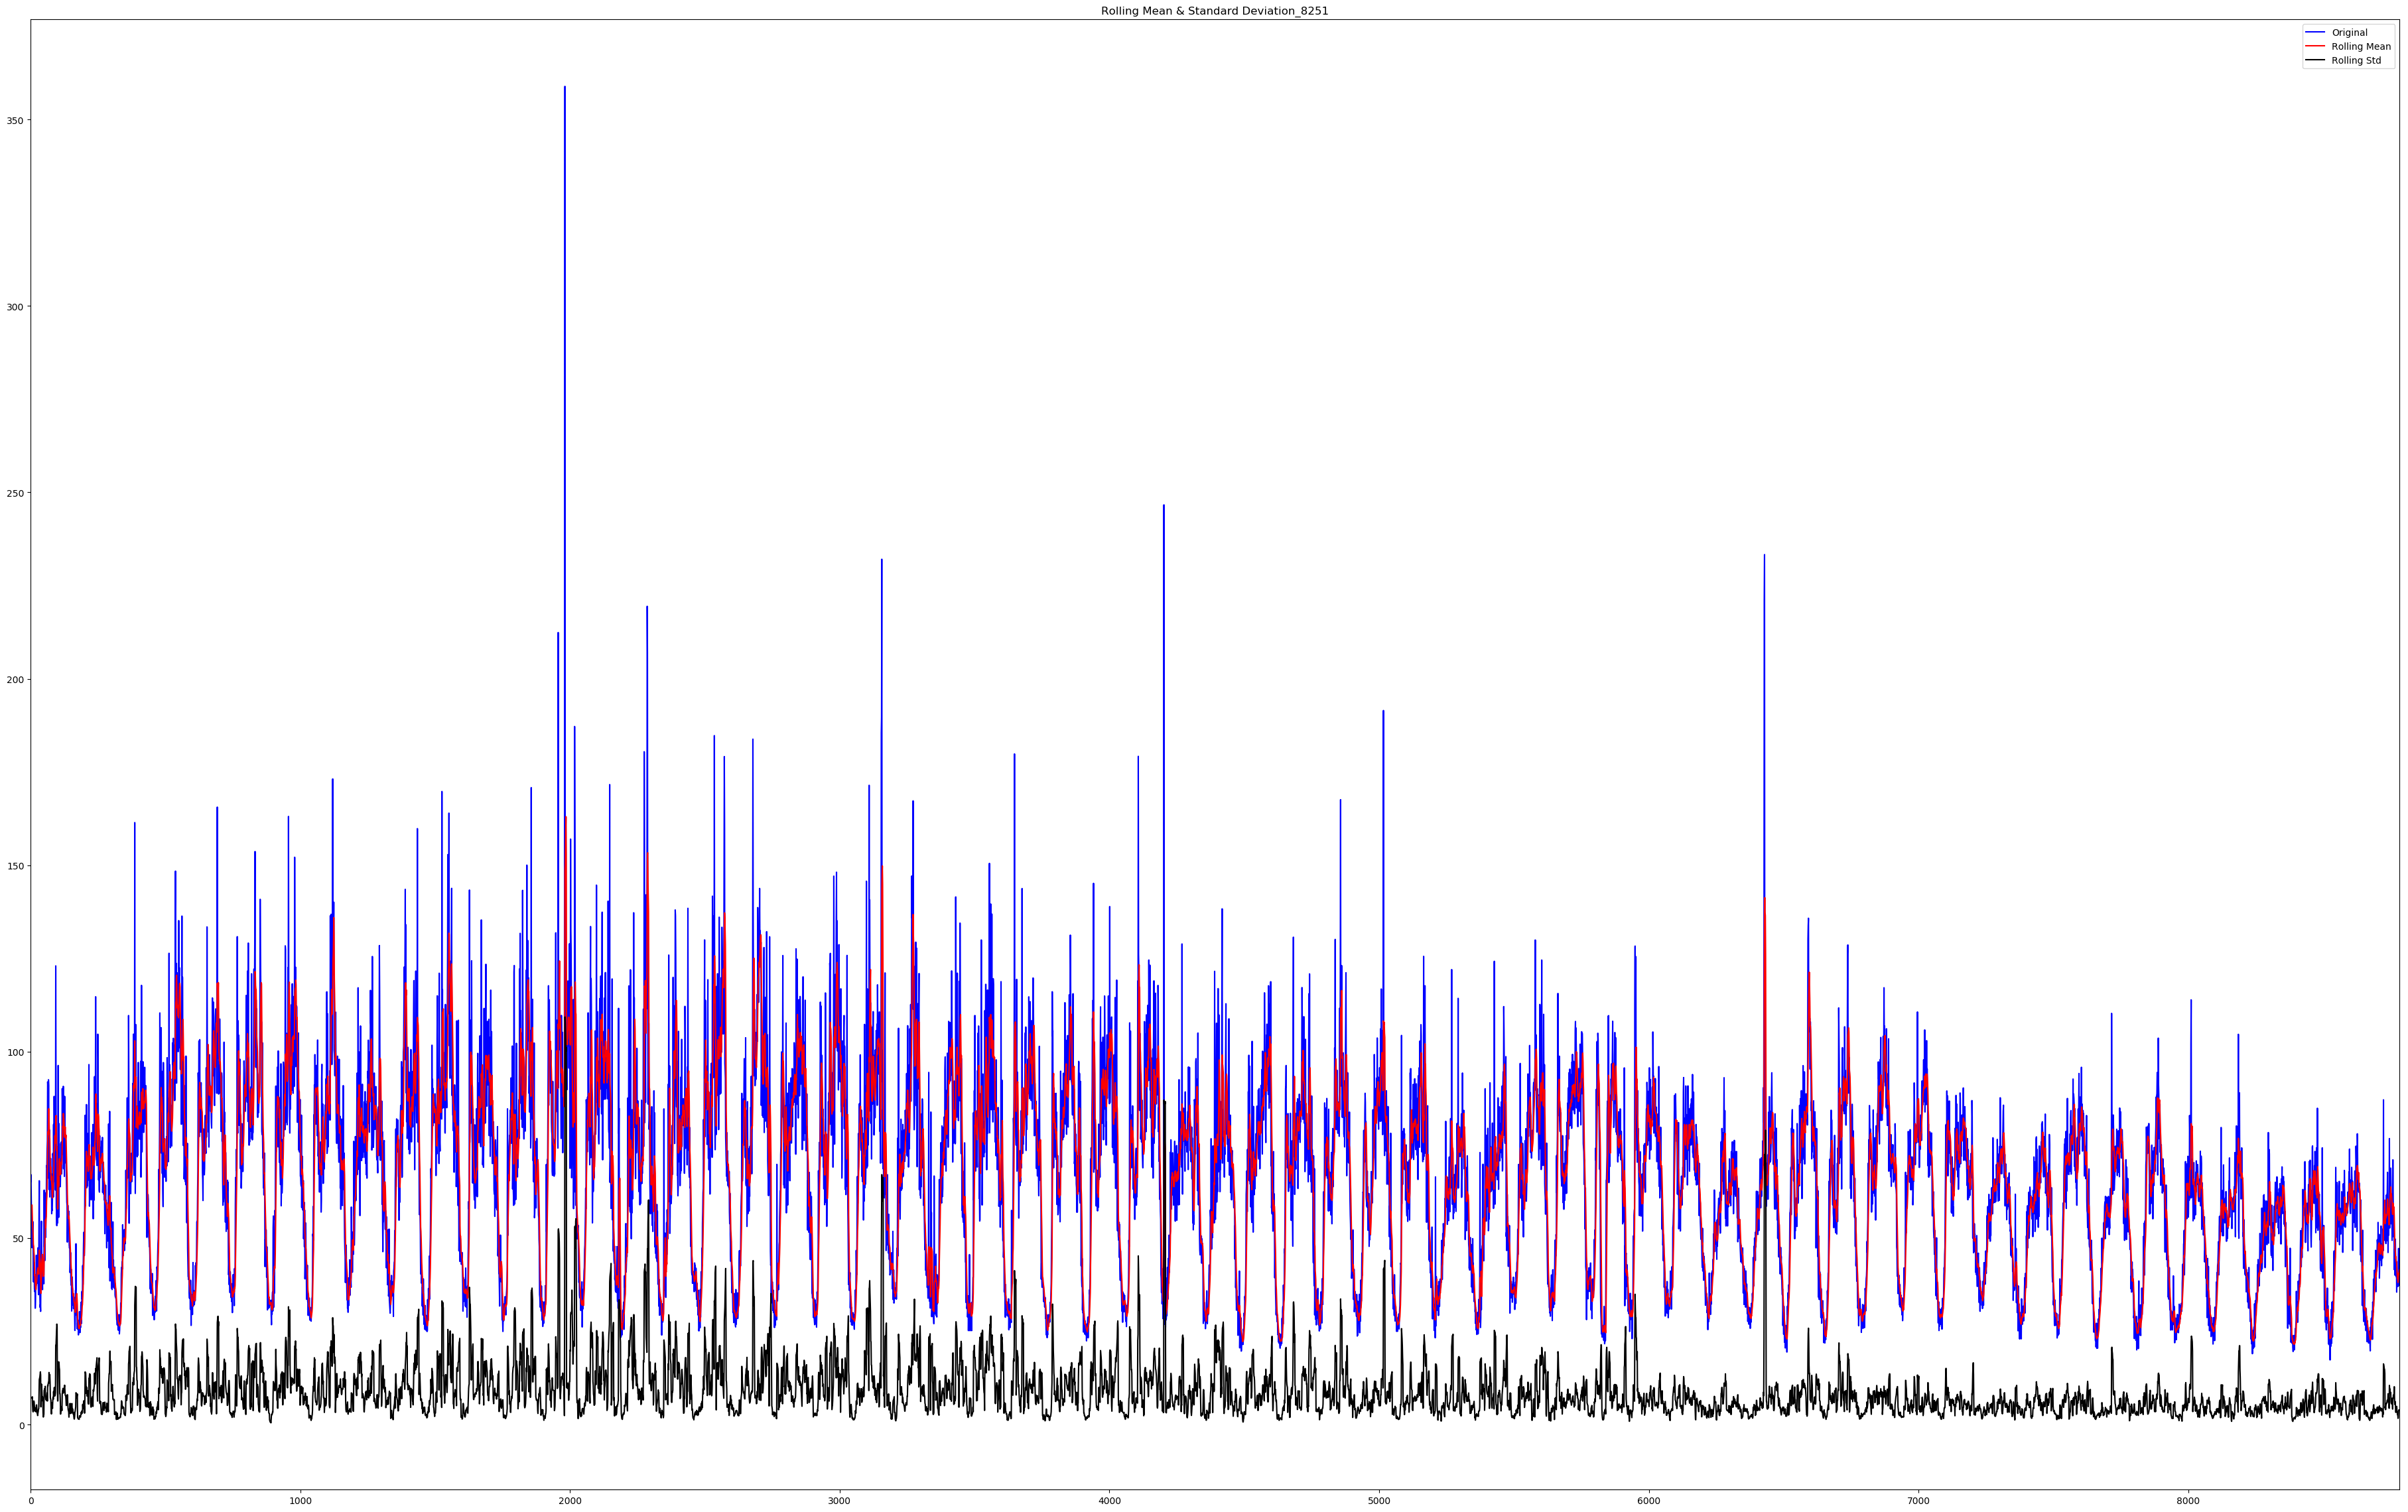 Rolling Mean & Standard Deviation_8251
Original
Rolling Mean
Rolling Std
350
300
250
200
150
100
50
0
0 1000 2000 3000 4000 5000 6000 7000 8000